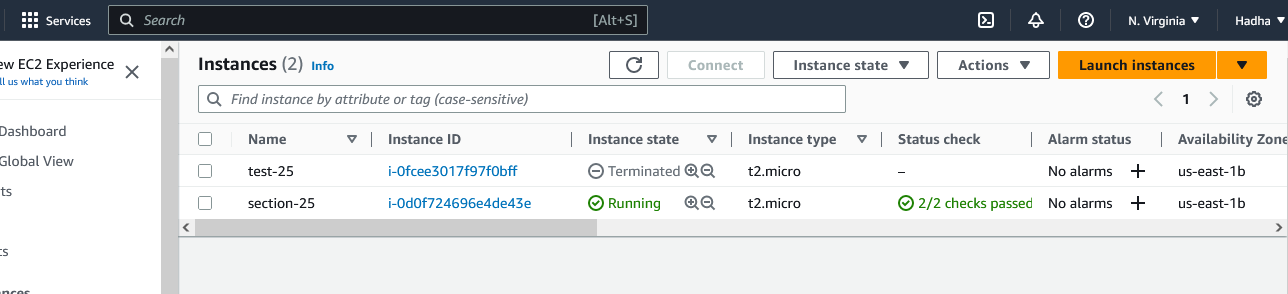 Services Search [Alt+S] N. Virginia Hadha
ew EC2 Experience
ll us what you think
Instances (2) Info Connect Instance state Actions Launch instances
Find instance by attribute or tag (case-sensitive) 1
Dashboard
Global View
ts
ts
ances
Name Instance ID Instance state Instance type Status check Alarm status Availability Zone
test-25 i-0fcee3017f97f0bff Terminated t2.micro – No alarms + us-east-1b
section-25 i-0d0f724696e4de43e Running t2.micro 2/2 checks passed No alarms + us-east-1b